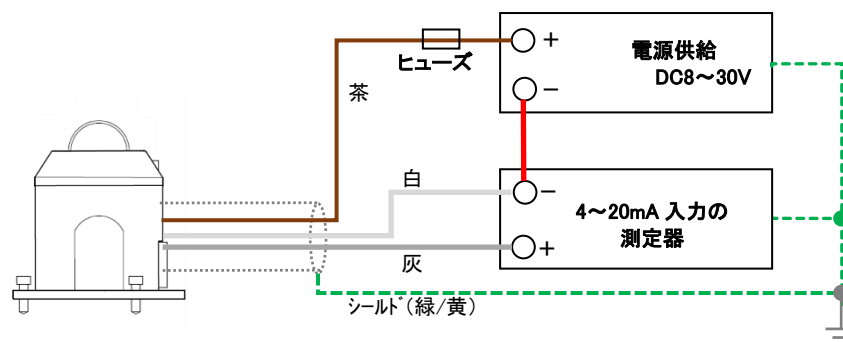 +
ヒューズ
電源供給
DC8～30V
−
茶
白
−
4～20mA 入力の
測定器
+
灰
ｼｰﾙﾄﾞ(緑/黄)